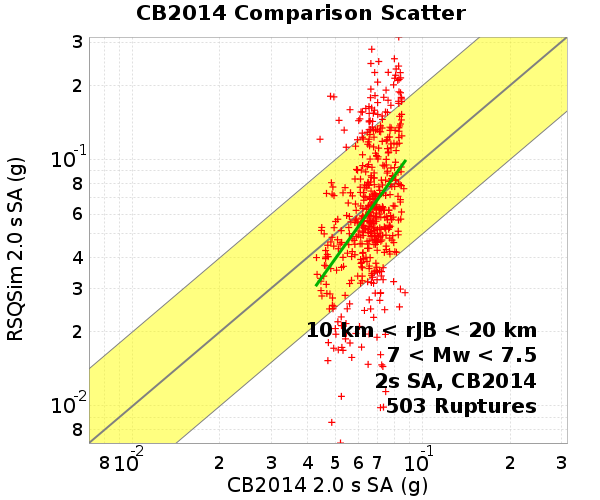 CB2014 Comparison Scatter
RSQSim 2.0 s SA (g)
3
2
10-1
8
6
4
3
2
10-2
8
10 km < rJB < 20 km
7 < Mw < 7.5
2s SA, CB2014
503 Ruptures
8 10-2 2 3 4 5 6 7 10-1 2 3
CB2014 2.0 s SA (g)